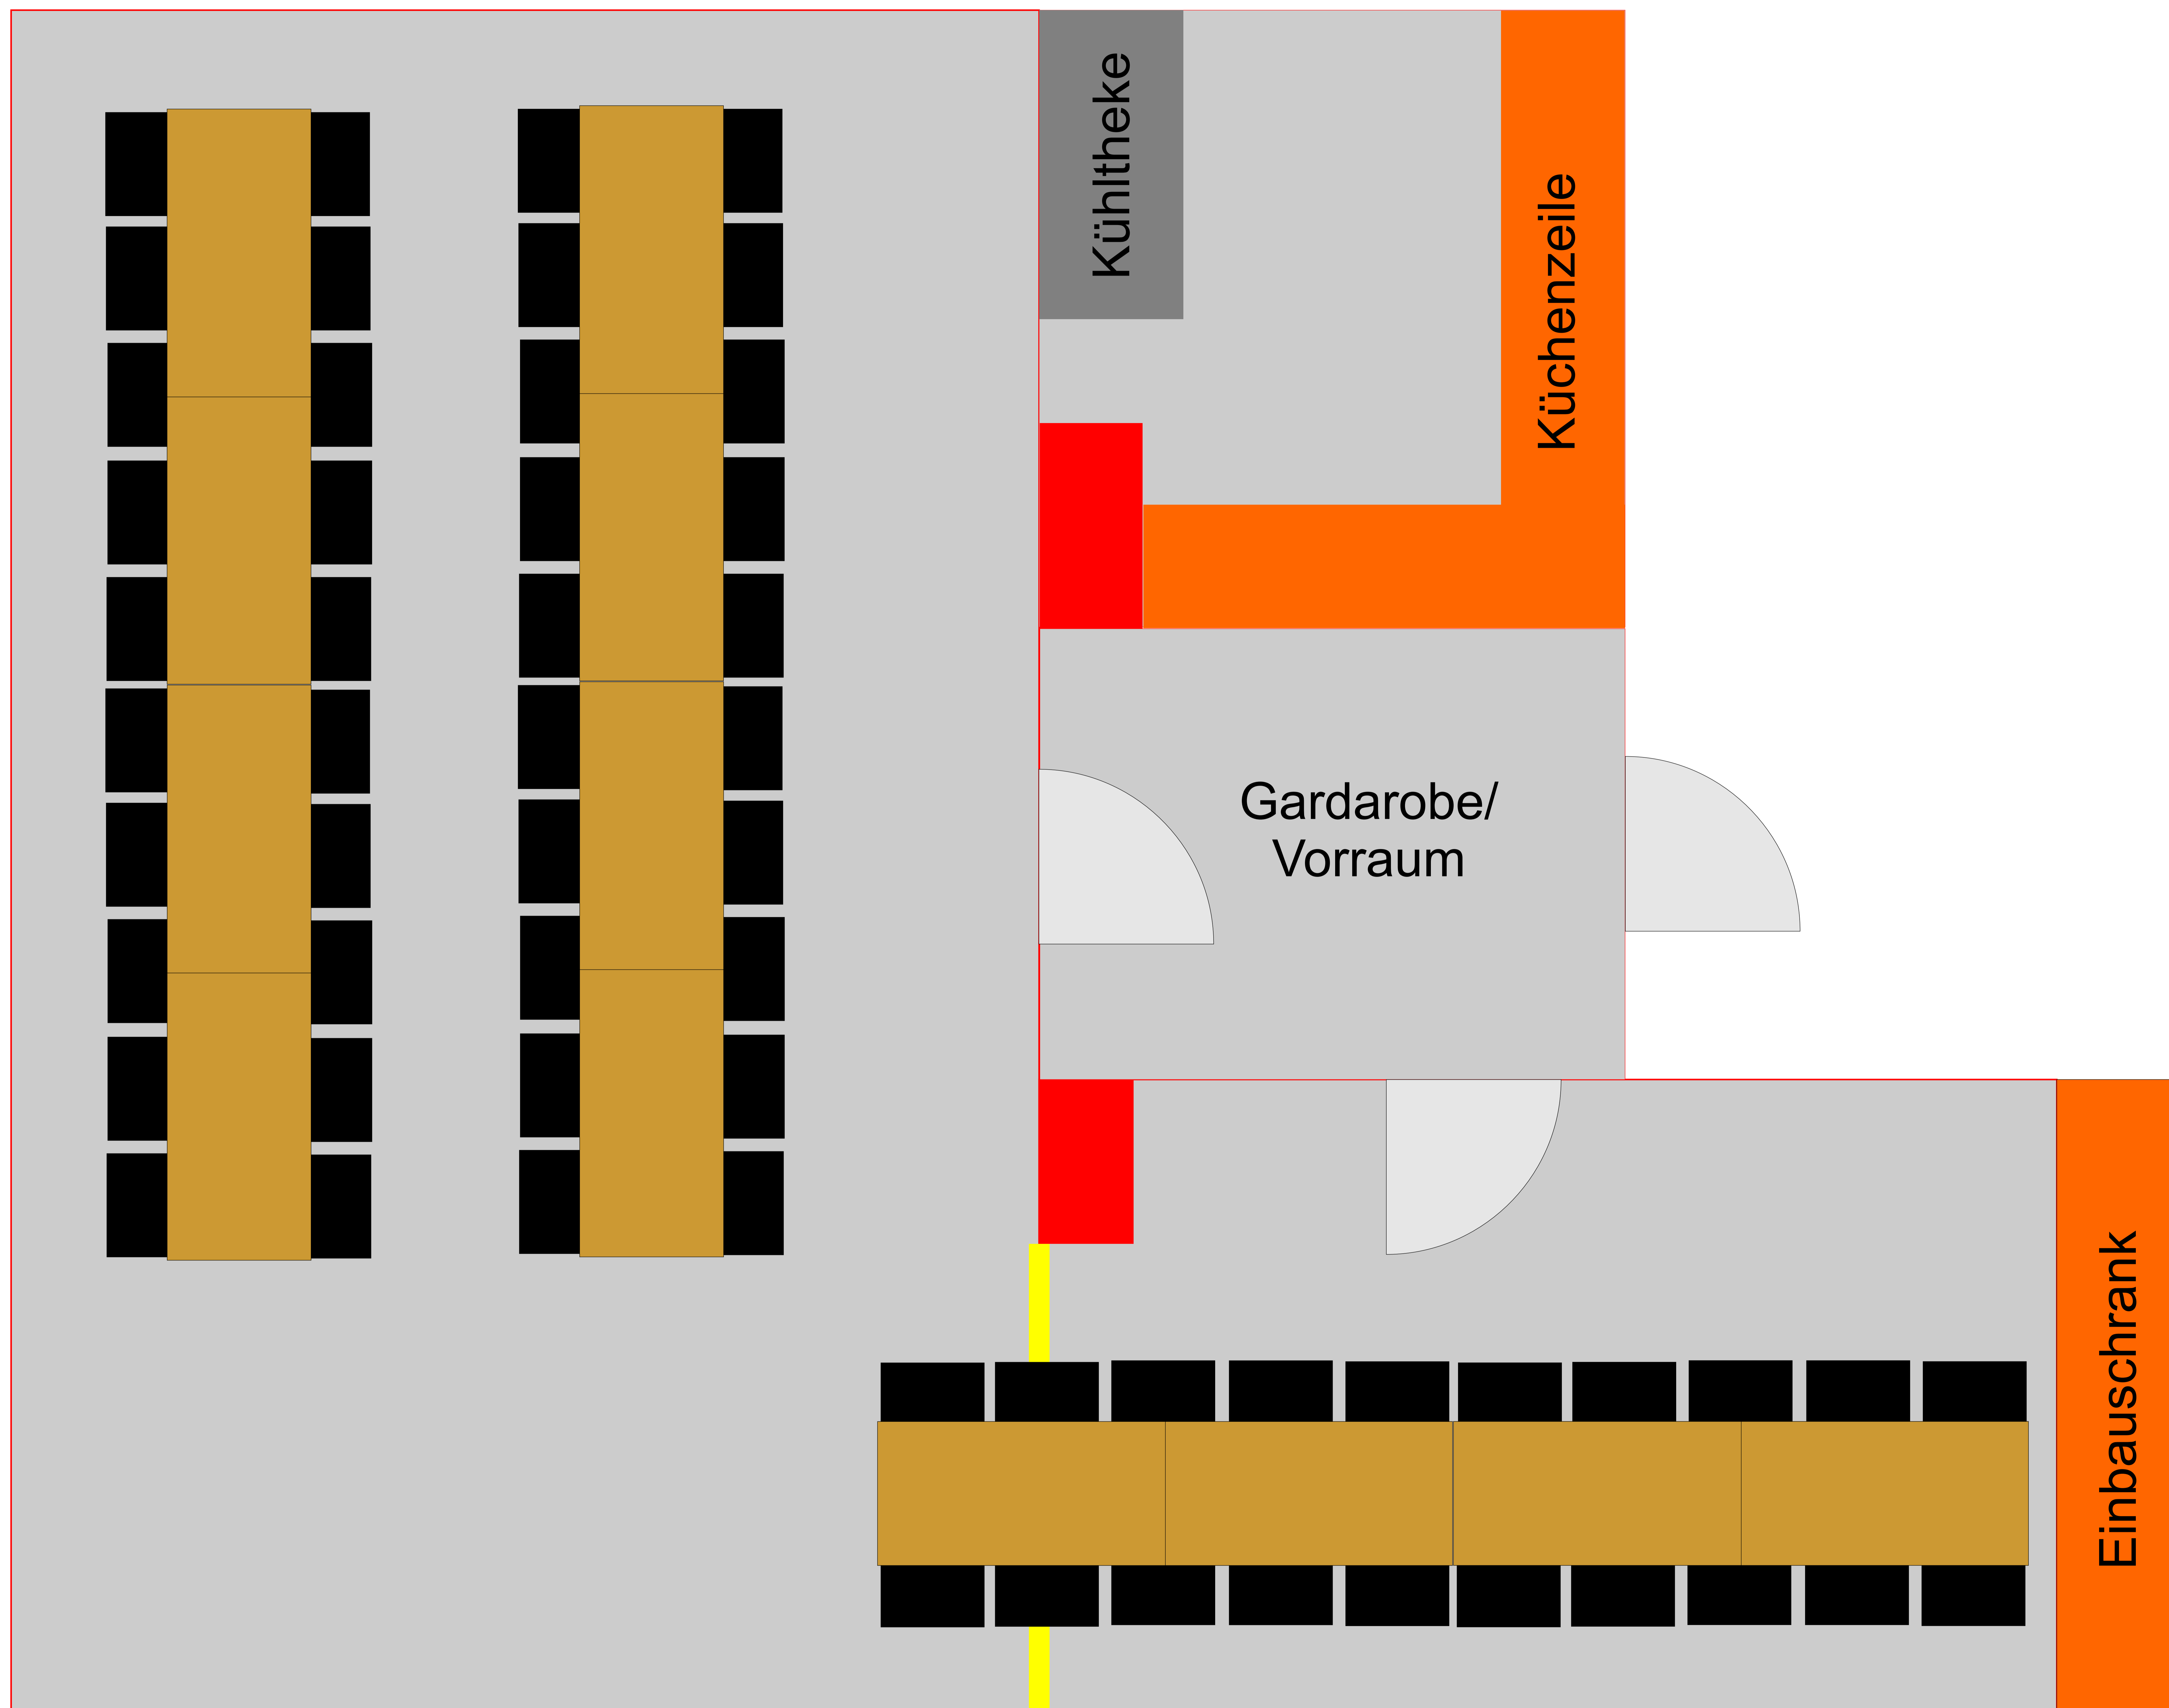 Kühltheke
Küchenzeile
Gardarobe/
Vorraum
Einbauschrank